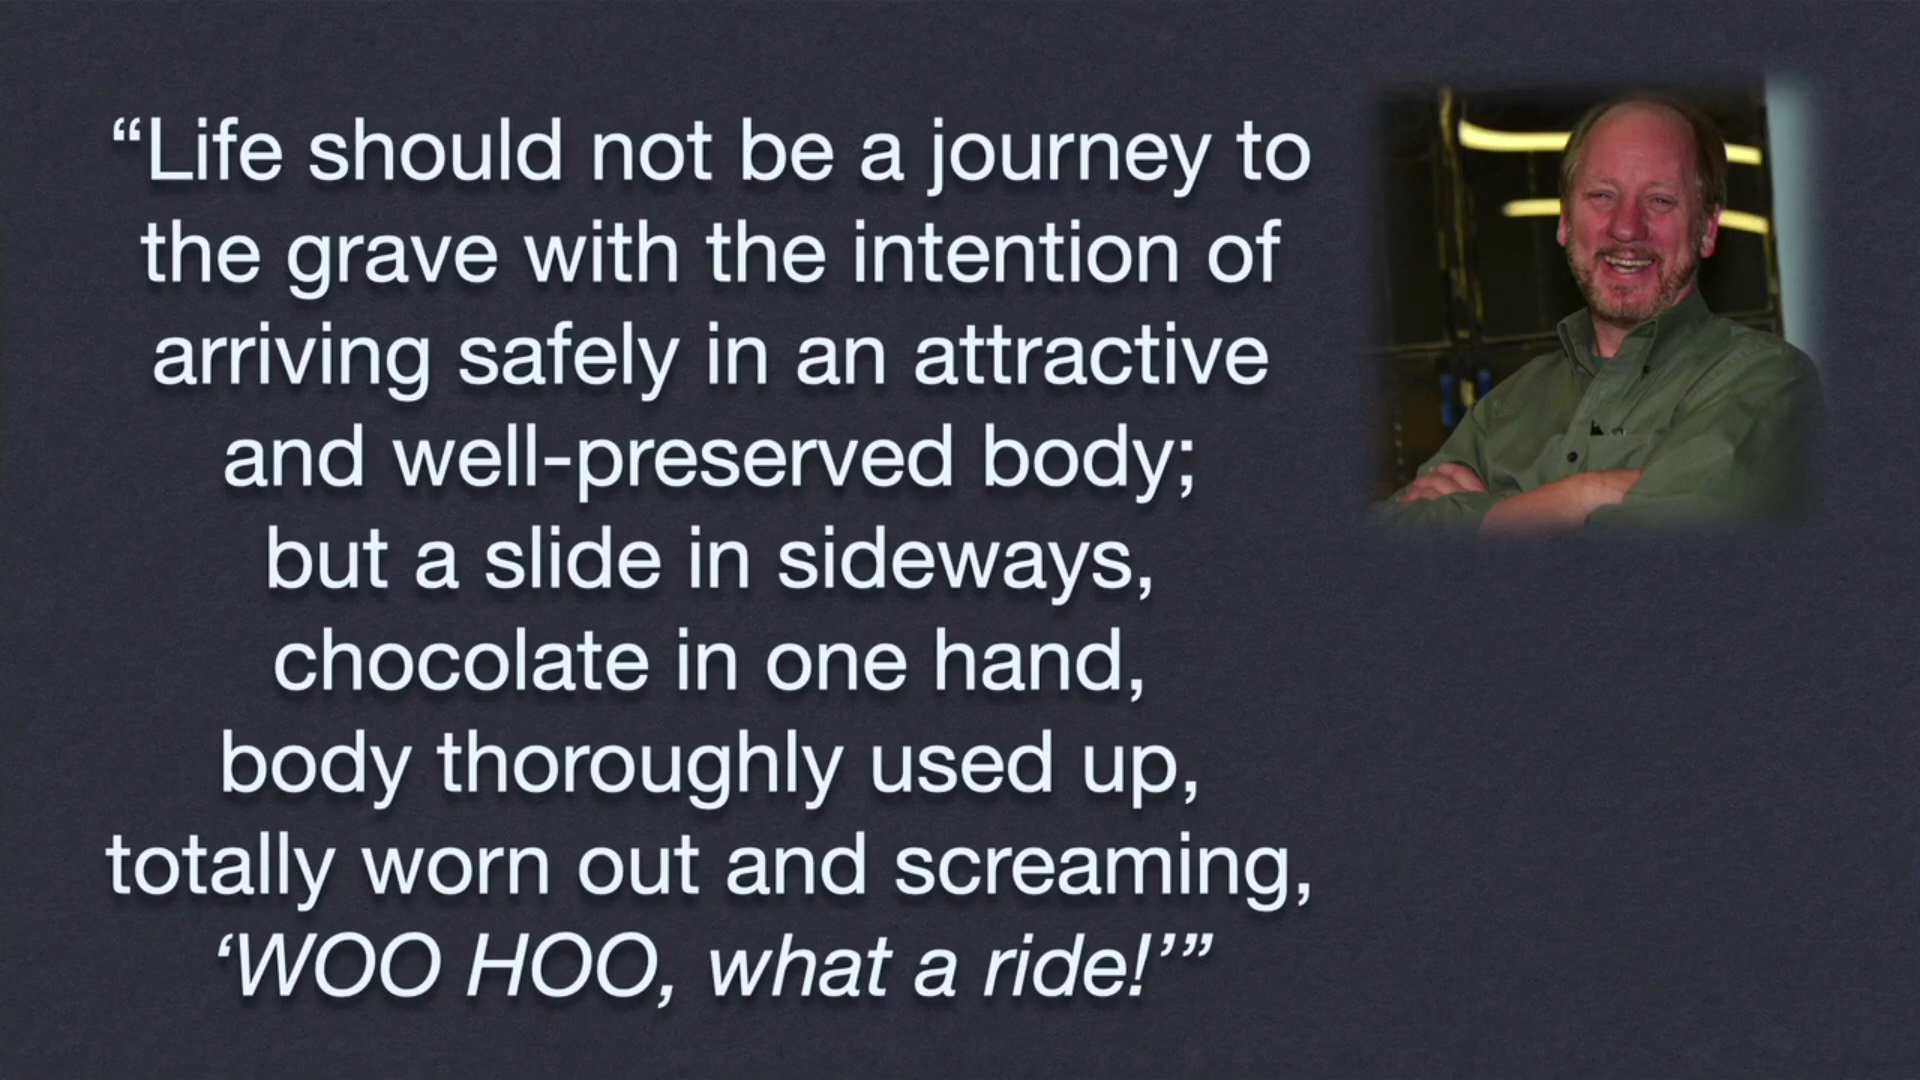 “Life should not be a journey to
the grave with the intention of
arriving safely in an attractive
and well-preserved body;
but a slide in sideways,
chocolate in one hand,
body thoroughly used up,
totally worn out and screaming,
‘WOO HOO, what a ride!’”